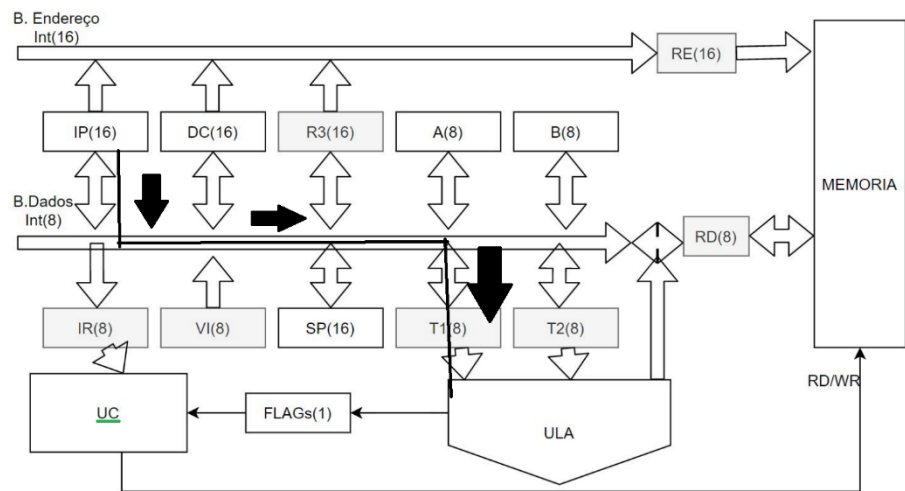 B. Endereço
Int(16)
RE(16)
IP(16)
DC(16)
R3(16)
A(8)
B(8)
MEMORIA
B.Dados
Int(8)
RD(8)
IR(8)
VI(8)
SP(16)
T1(8)
T2(8)
RD/WR
UC
FLAGs(1)
ULA